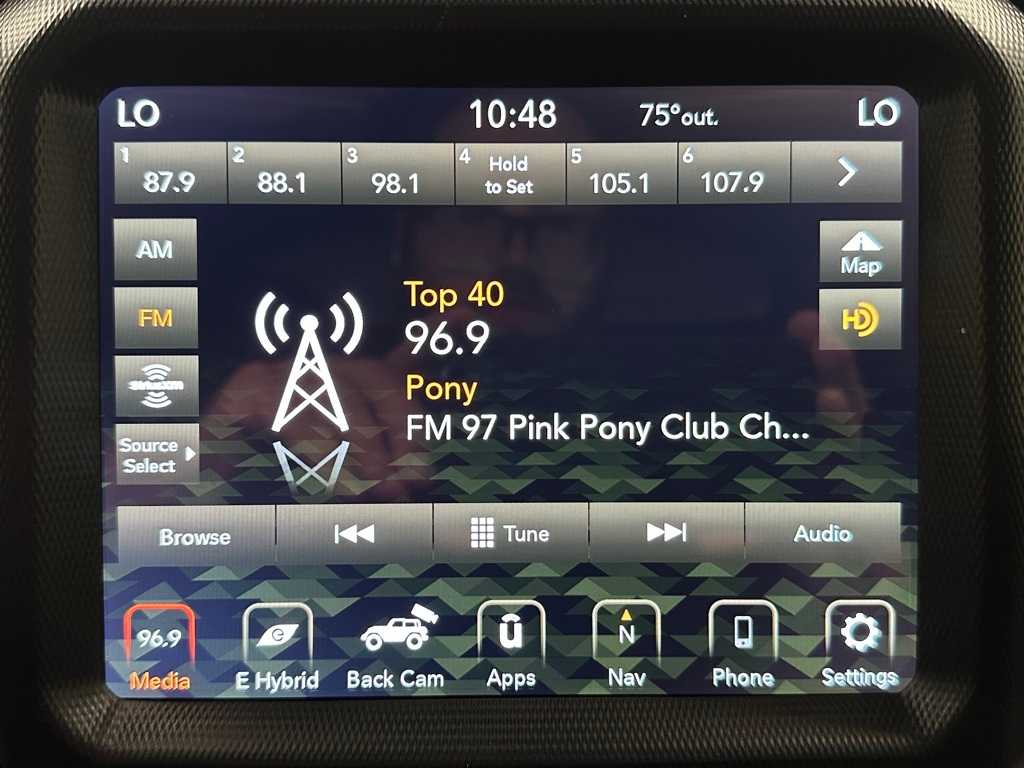 LO 10:48 75°out. LO
1 87.9
2 88.1
3 98.1
4 Hold
to Set
5 105.1
6 107.9
AM
FM
SiriusXM
Source
Select
Top 40
96.9
Pony
FM 97 Pink Pony Club Ch...
Map
HD
Browse Tune Audio
96.9
Media
e
E Hybrid
Back Cam
u
Apps
N
Nav
Phone
Settings